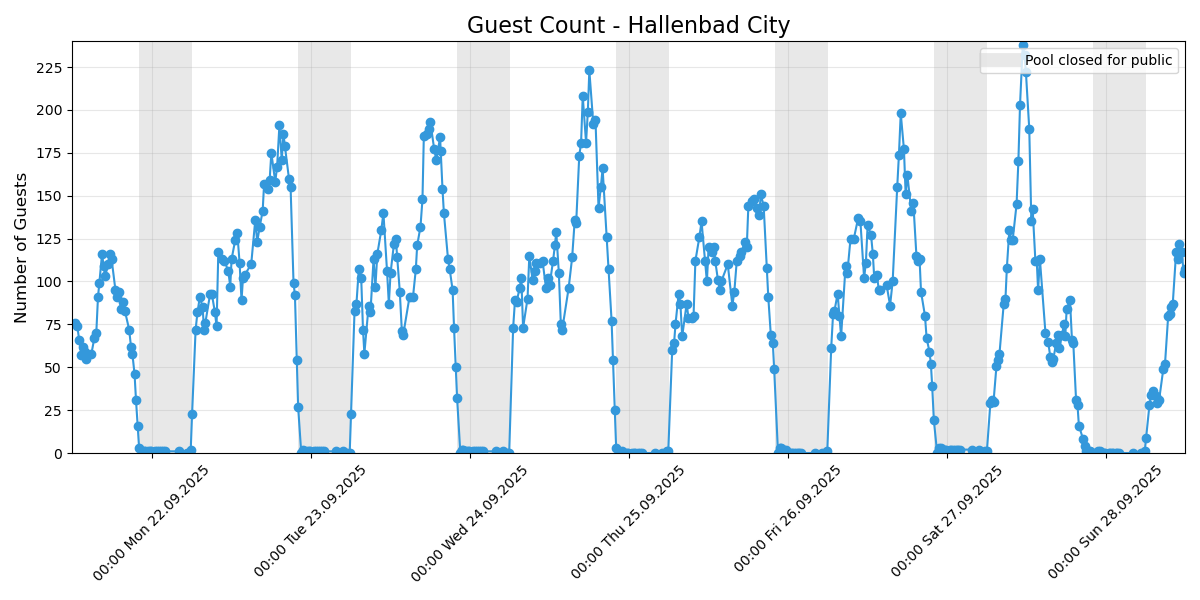 Guest Count - Hallenbad City
Pool closed for public
Number of Guests
225
200
175
150
125
100
75
50
25
0
00:00 Mon 22.09.2025
00:00 Tue 23.09.2025
00:00 Wed 24.09.2025
00:00 Thu 25.09.2025
00:00 Fri 26.09.2025
00:00 Sat 27.09.2025
00:00 Sun 28.09.2025